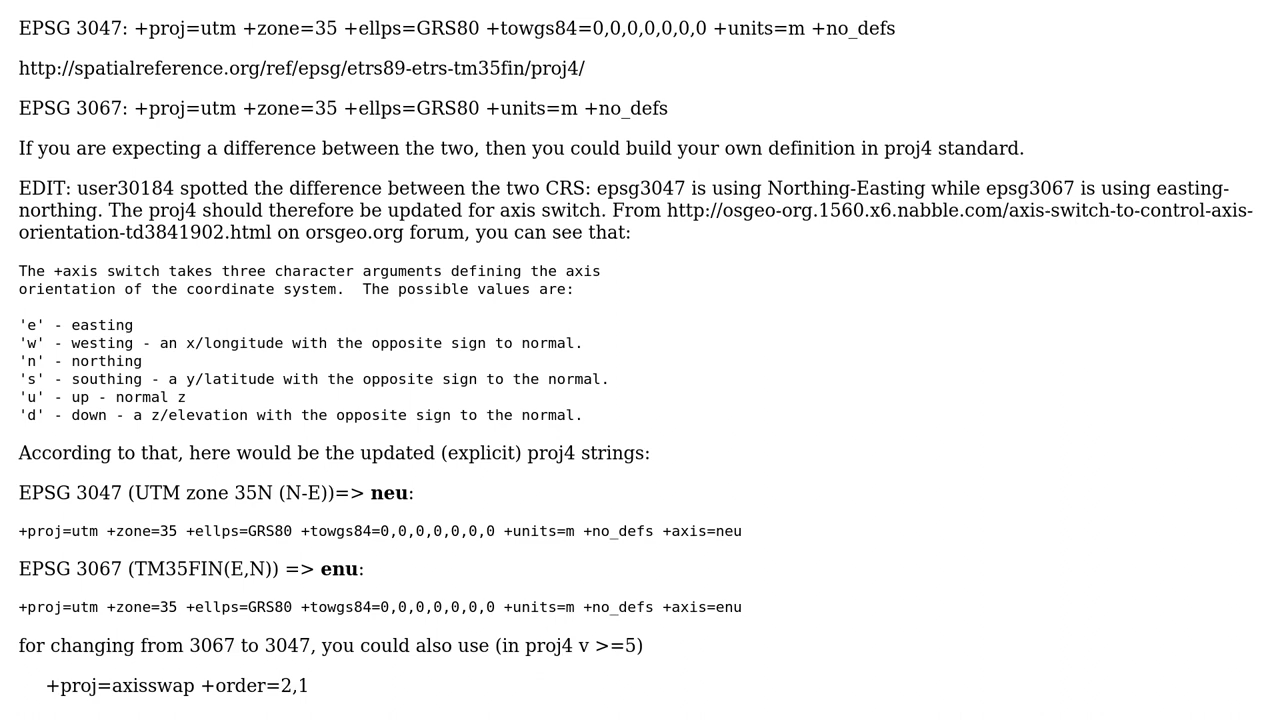 EPSG 3047: +proj=utm +zone=35 +ellps=GRS80 +towgs84=0,0,0,0,0,0,0 +units=m +no_defs
http://spatialreference.org/ref/epsg/etrs89-etrs-tm35fin/proj4/
EPSG 3067: +proj=utm +zone=35 +ellps=GRS80 +units=m +no_defs
If you are expecting a difference between the two, then you could build your own definition in proj4 standard.
EDIT: user30184 spotted the difference between the two CRS: epsg3047 is using Northing-Easting while epsg3067 is using easting-
northing. The proj4 should therefore be updated for axis switch. From http://osgeo-org.1560.x6.nabble.com/axis-switch-to-control-axis-
orientation-td3841902.html on orsgeo.org forum, you can see that:
The +axis switch takes three character arguments defining the axis
orientation of the coordinate system.  The possible values are:
'e' - easting
'w' - westing - an x/longitude with the opposite sign to normal.
'n' - northing
's' - southing - a y/latitude with the opposite sign to the normal.
'u' - up - normal z
'd' - down - a z/elevation with the opposite sign to the normal.
According to that, here would be the updated (explicit) proj4 strings:
EPSG 3047 (UTM zone 35N (N-E))=> neu:
+proj=utm +zone=35 +ellps=GRS80 +towgs84=0,0,0,0,0,0,0 +units=m +no_defs +axis=neu
EPSG 3067 (TM35FIN(E,N)) => enu:
+proj=utm +zone=35 +ellps=GRS80 +towgs84=0,0,0,0,0,0,0 +units=m +no_defs +axis=enu
for changing from 3067 to 3047, you could also use (in proj4 v >=5)
+proj=axisswap +order=2,1